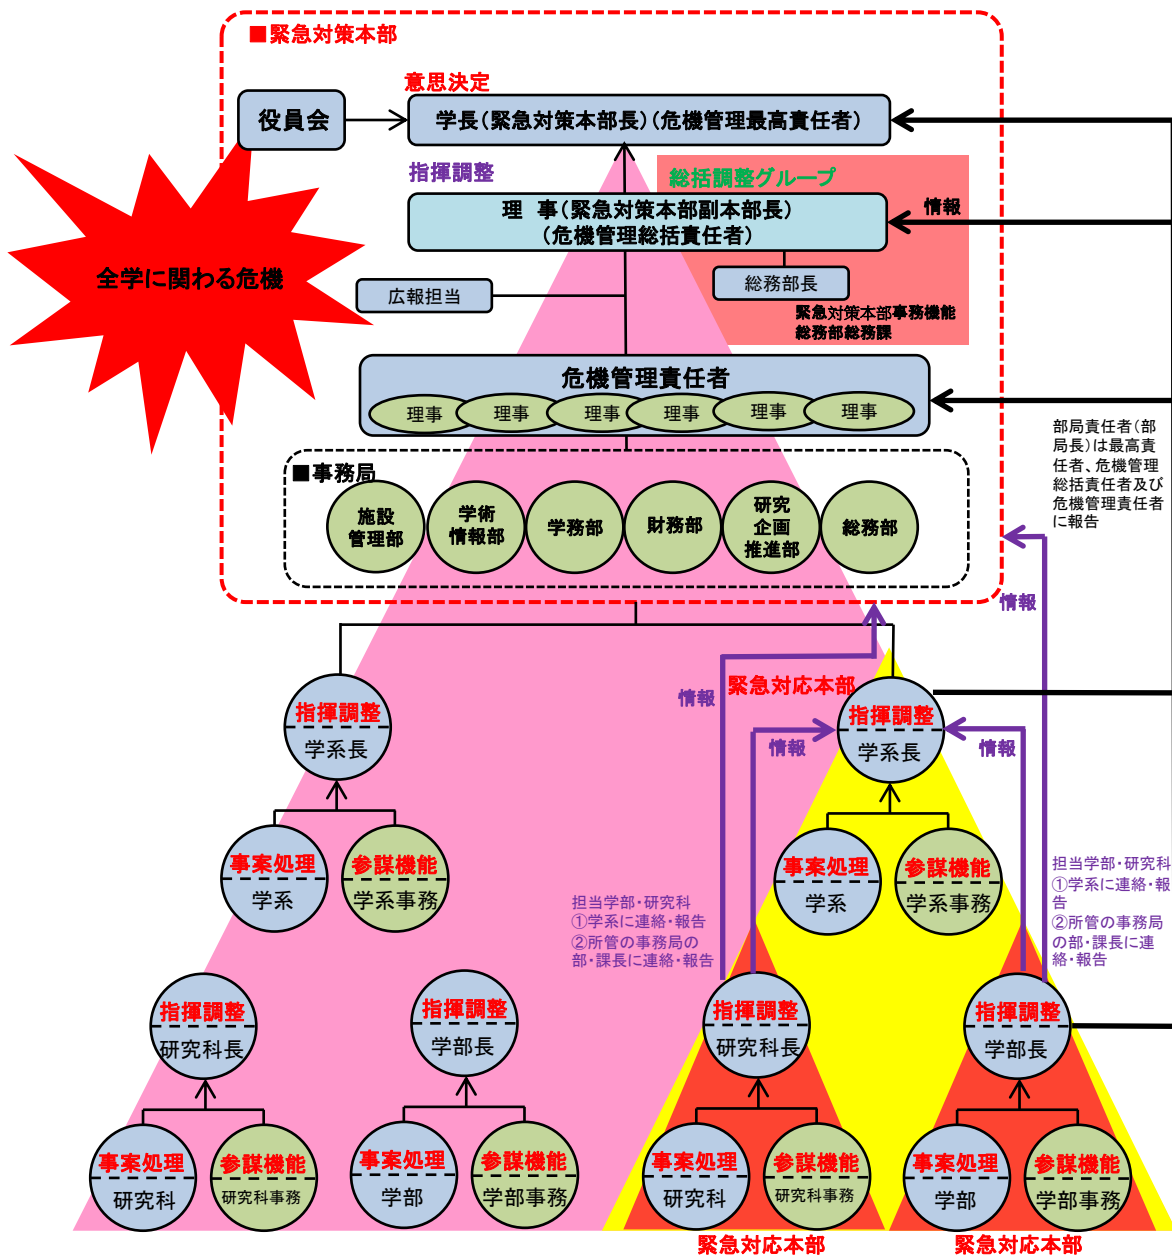 ■緊急対策本部
意思決定
役員会
学長(緊急対策本部長)(危機管理最高責任者)
指揮調整
総括調整グループ
理　事(緊急対策本部副本部長)
(危機管理総括責任者)
情報
全学に関わる危機
広報担当
総務部長
緊急対策本部事務機能
総務部総務課
危機管理責任者
理事
理事
理事
理事
理事
理事
部局責任者(部
局長)は最高責
任者、危機管理
総括責任者及び
危機管理責任者
に報告
■事務局
施設
管理部
学術
情報部
学務部
財務部
研究
企画
推進部
総務部
情報
情報
緊急対応本部
指揮調整
学系長
指揮調整
学系長
情報
情報
事案処理
学系
参謀機能
学系事務
事案処理
学系
参謀機能
学系事務
担当学部・研究科
①学系に連絡・報告
②所管の事務局の
部・課長に連絡・報告
担当学部・研究科
①学系に連絡・報
告
②所管の事務局
の部・課長に連
絡・報告
指揮調整
研究科長
指揮調整
学部長
指揮調整
研究科長
指揮調整
学部長
事案処理
研究科
参謀機能
研究科事務
事案処理
学部
参謀機能
学部事務
事案処理
研究科
参謀機能
研究科事務
事案処理
学部
参謀機能
学部事務
緊急対応本部
緊急対応本部